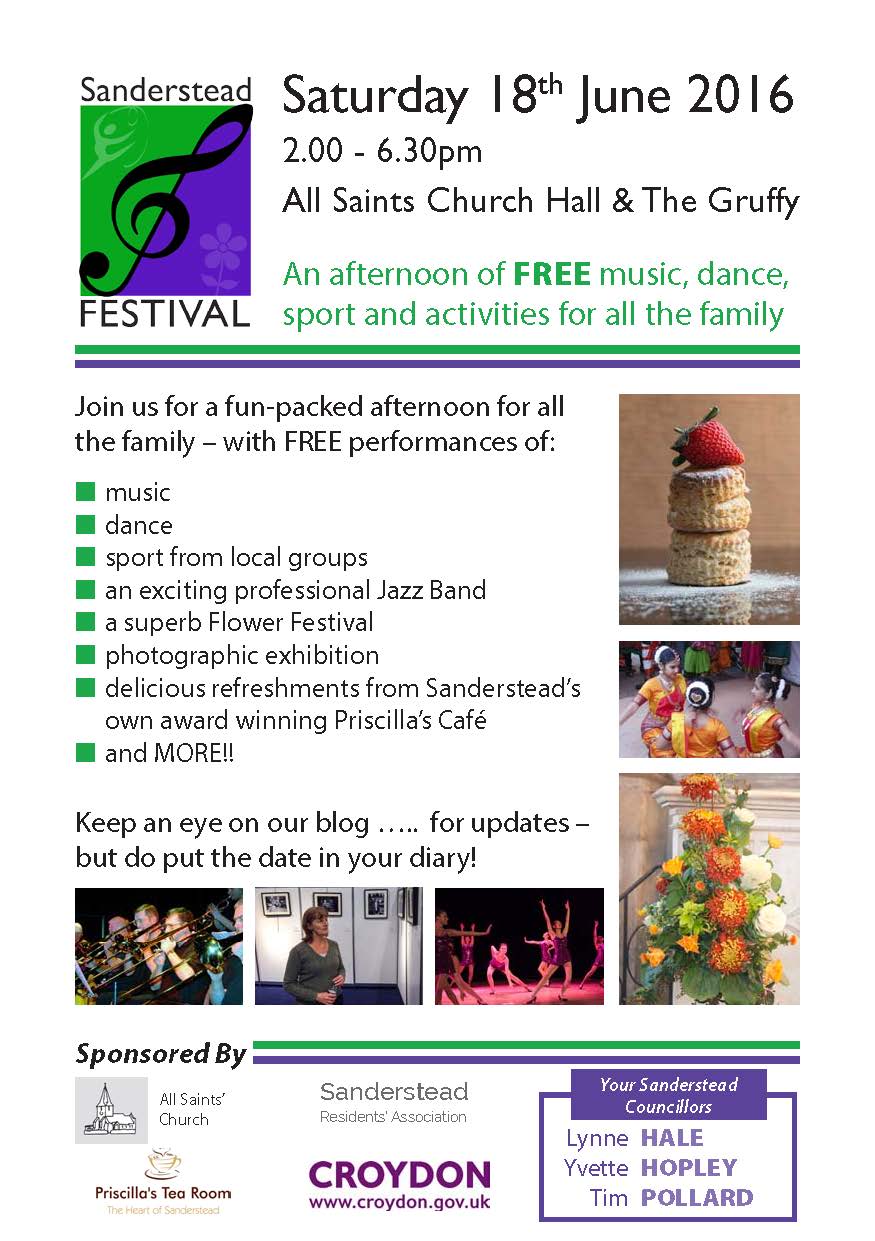 Sanderstead
FESTIVAL
Saturday 18th June 2016
2.00 - 6.30pm
All Saints Church Hall & The Gruffy
An afternoon of FREE music, dance,
sport and activities for all the family
Join us for a fun-packed afternoon for all
the family – with FREE performances of:
music
dance
sport from local groups
an exciting professional Jazz Band
a superb Flower Festival
photographic exhibition
delicious refreshments from Sanderstead’s
own award winning Priscilla’s Café
and MORE!!
Keep an eye on our blog ..... for updates –
but do put the date in your diary!
Sponsored By
All Saints’
Church
Sanderstead
Residents’ Association
Priscilla's Tea Room
The Heart of Sanderstead
CROYDON
www.croydon.gov.uk
Your Sanderstead
Councillors
Lynne HALE
Yvette HOPLEY
Tim POLLARD